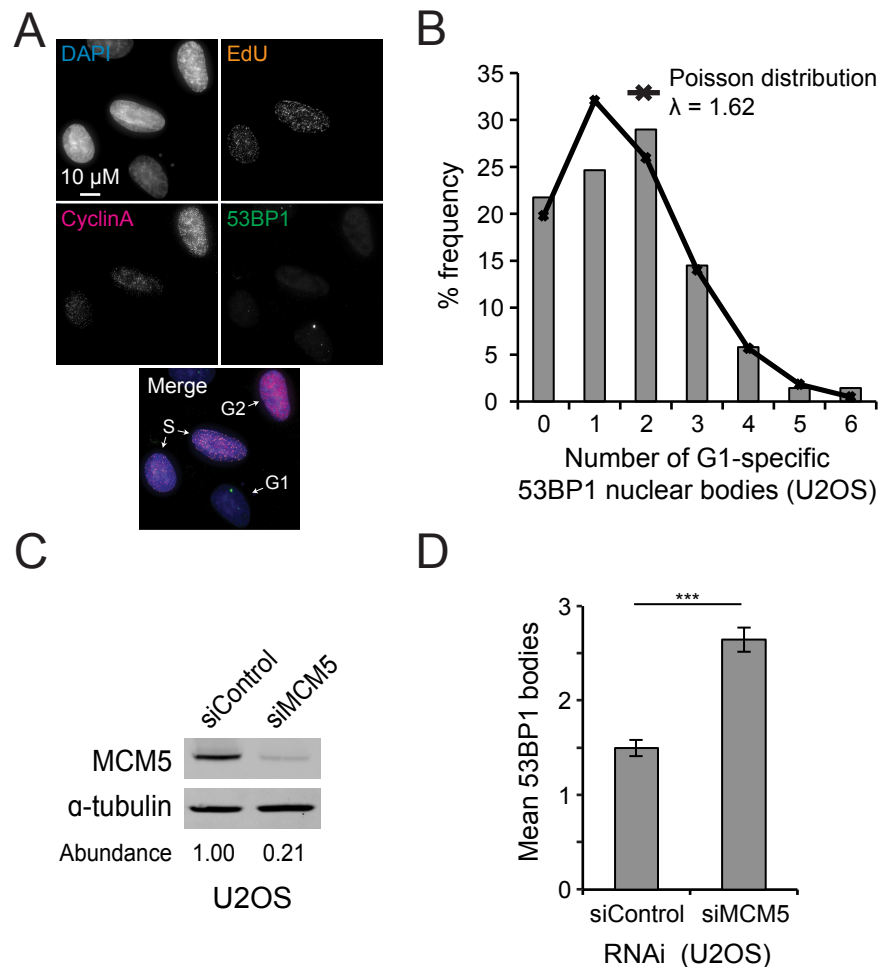 A
DAPI
EdU
10 µM
CyclinA
53BP1
Merge
G2
S
G1
B
35
30
25
20
15
10
5
0
% frequency
Poisson distribution
λ = 1.62
0 1 2 3 4 5 6
Number of G1-specific
53BP1 nuclear bodies (U2OS)
C
siControl
siMCM5
MCM5
α-tubulin
Abundance 1.00 0.21
U2OS
D
3
2
1
0
Mean 53BP1 bodies
***
siControl siMCM5
RNAi (U2OS)